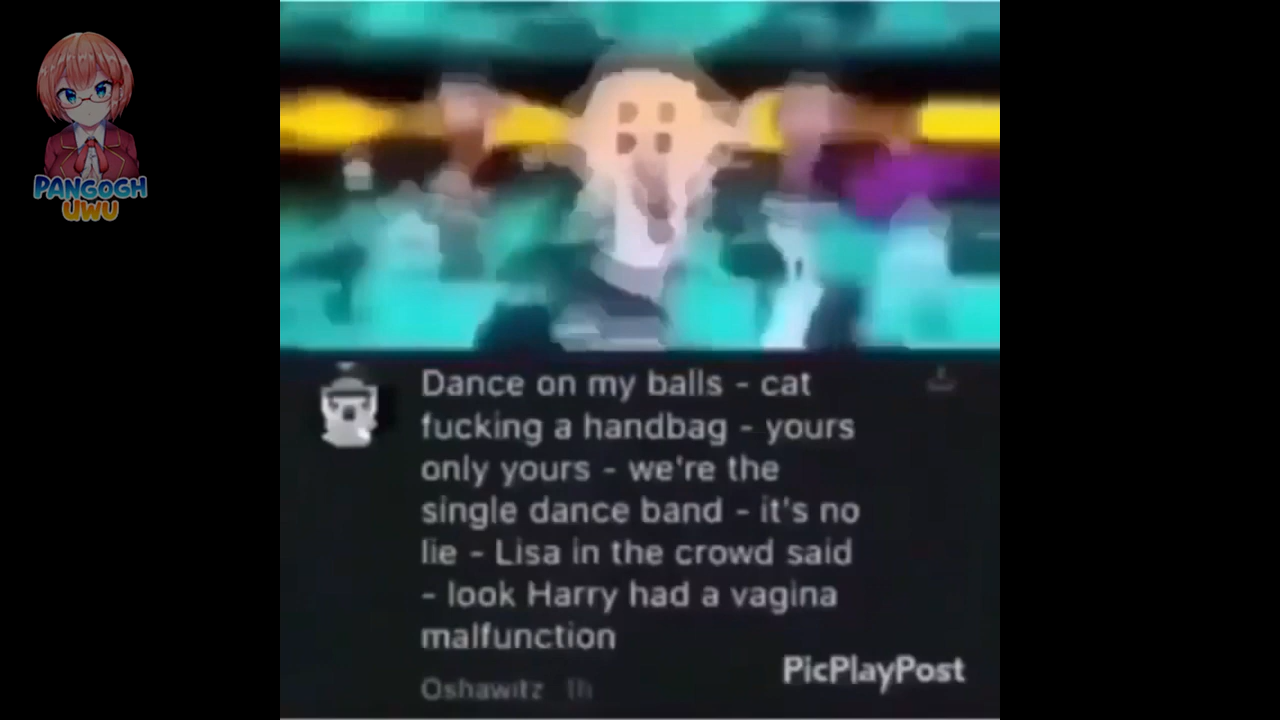 PANGOGH
UWU
Dance on my balls - cat
fucking a handbag - yours
only yours - we're the
single dance band - it's no
lie - Lisa in the crowd said
- look Harry had a vagina
malfunction
PicPlayPost
Oshawitz 1h